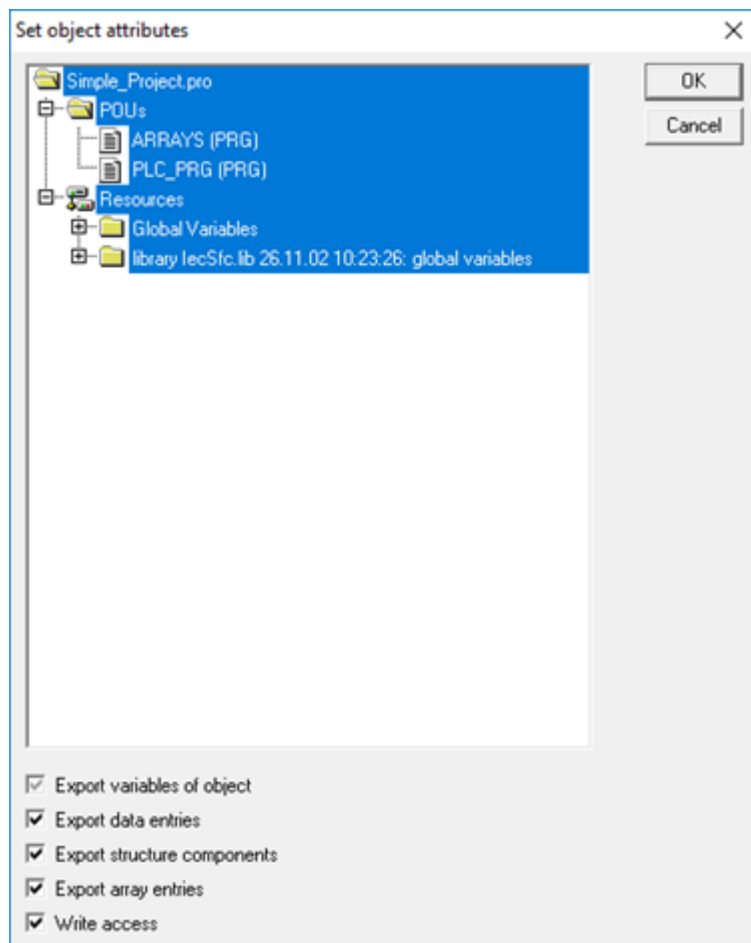 Set object attributes
Simple_Project.pro
OK
POUs
Cancel
ARRAYS (PRG)
PLC_PRG (PRG)
Resources
Global Variables
library IecSfc.lib 26.11.02 10:23:26: global variables
Export variables of object
Export data entries
Export structure components
Export array entries
Write access